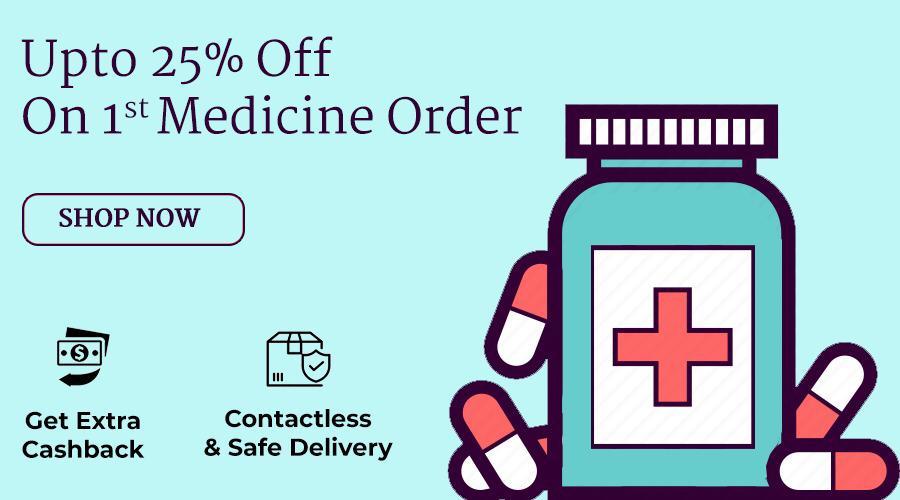 Upto 25% Off
On 1st Medicine Order
SHOP NOW
$
Get Extra
Cashback
Contactless
& Safe Delivery